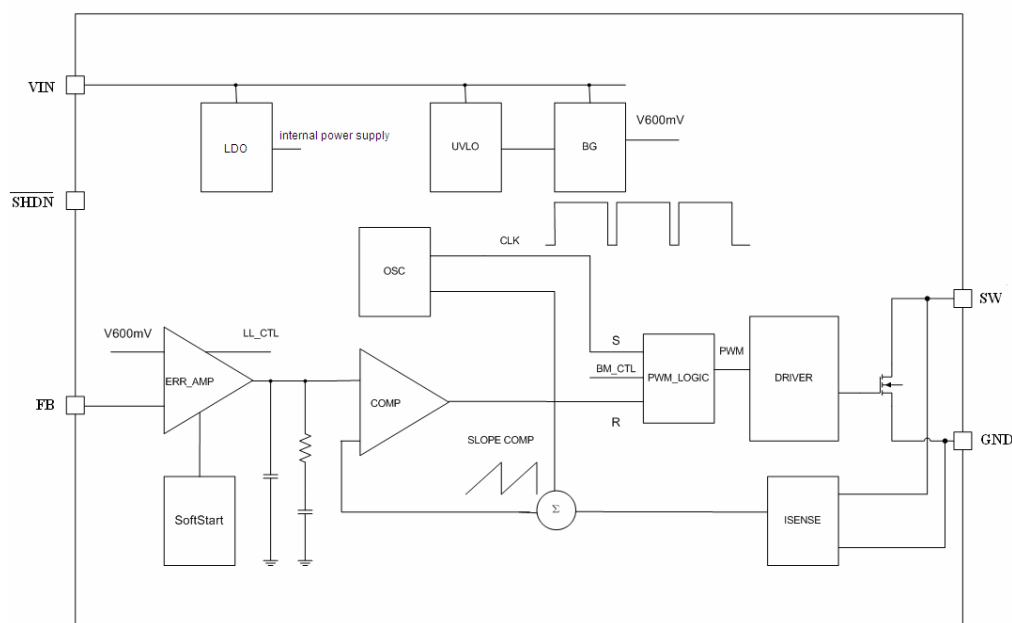 VIN
V600mV
internal power supply
LDO
UVLO
BG
SHDN
CLK
OSC
SW
V600mV
LL_CTL
S
PWM
BM_CTL
ERR_AMP
PWM_LOGIC
DRIVER
FB
COMP
R
SLOPE COMP
GND
Σ
SoftStart
ISENSE